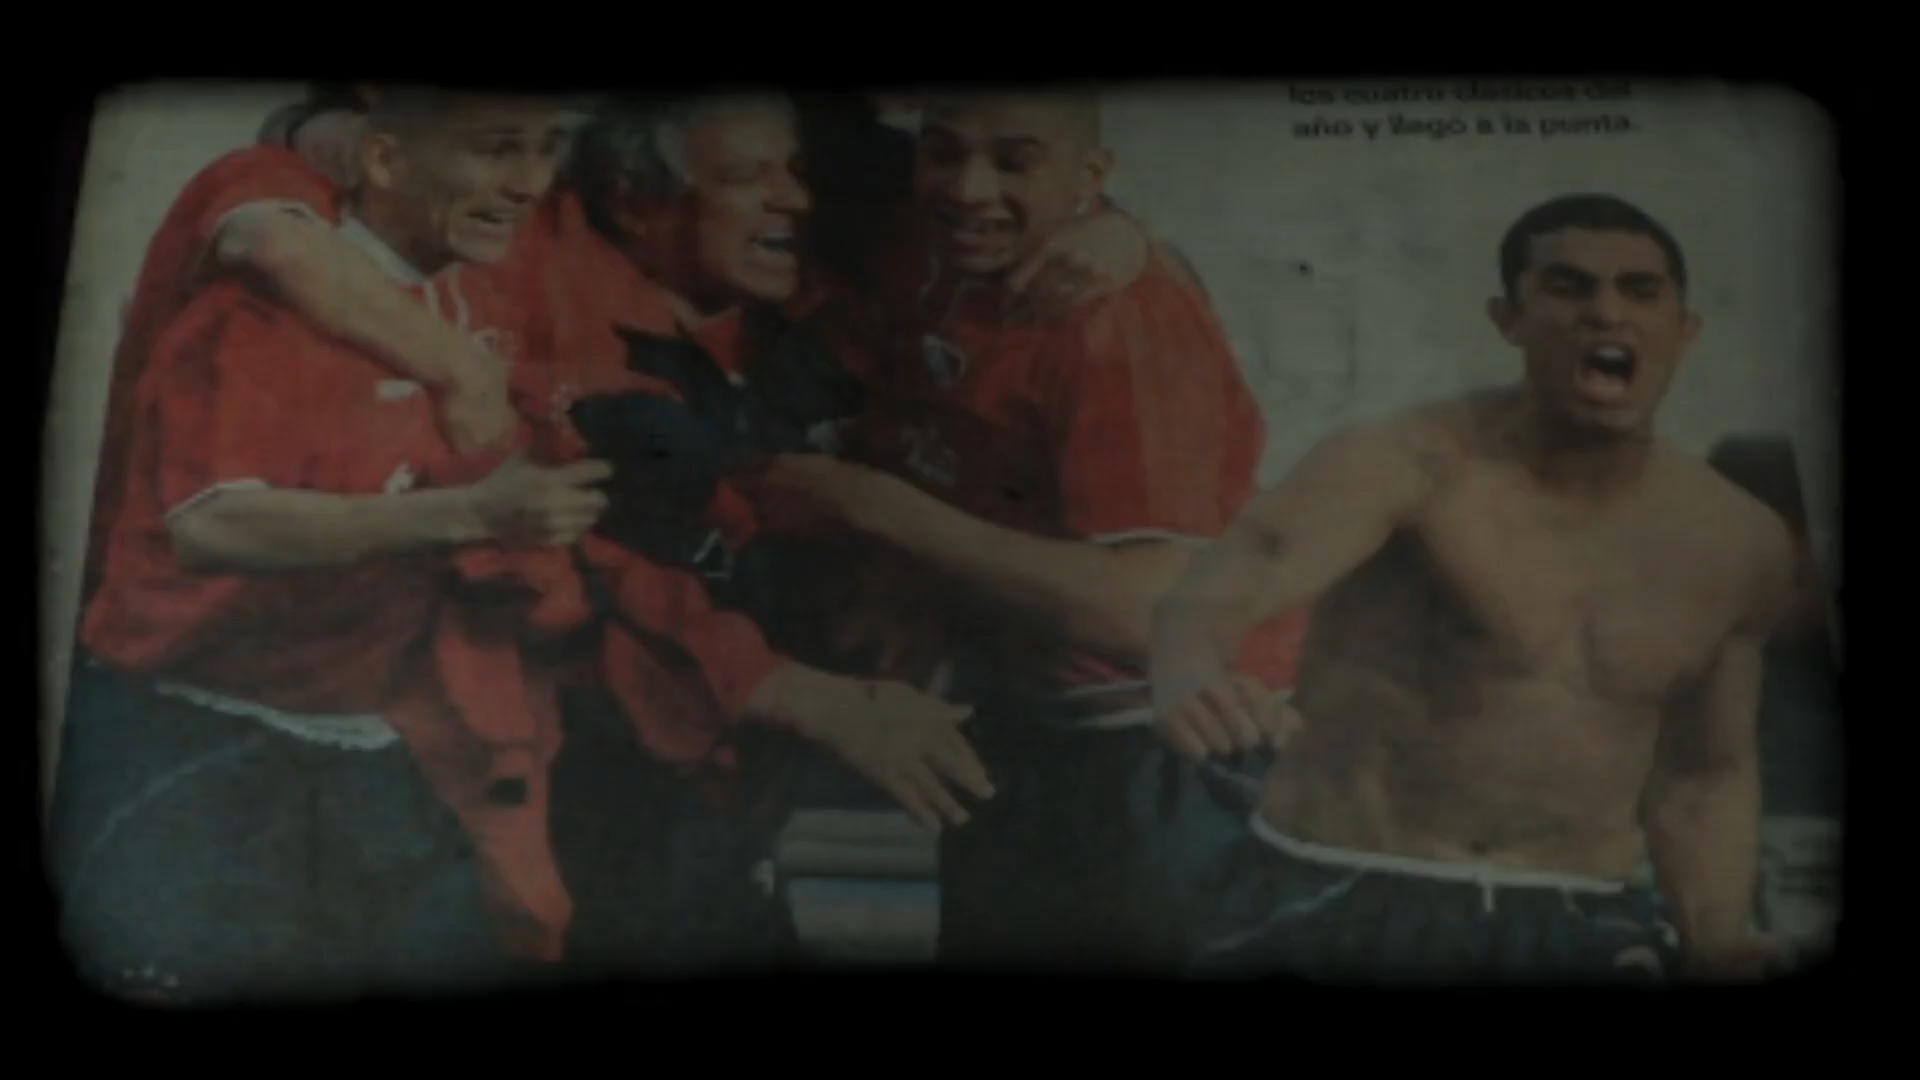 los cuatro clásicos del
año y llegó a la punta.